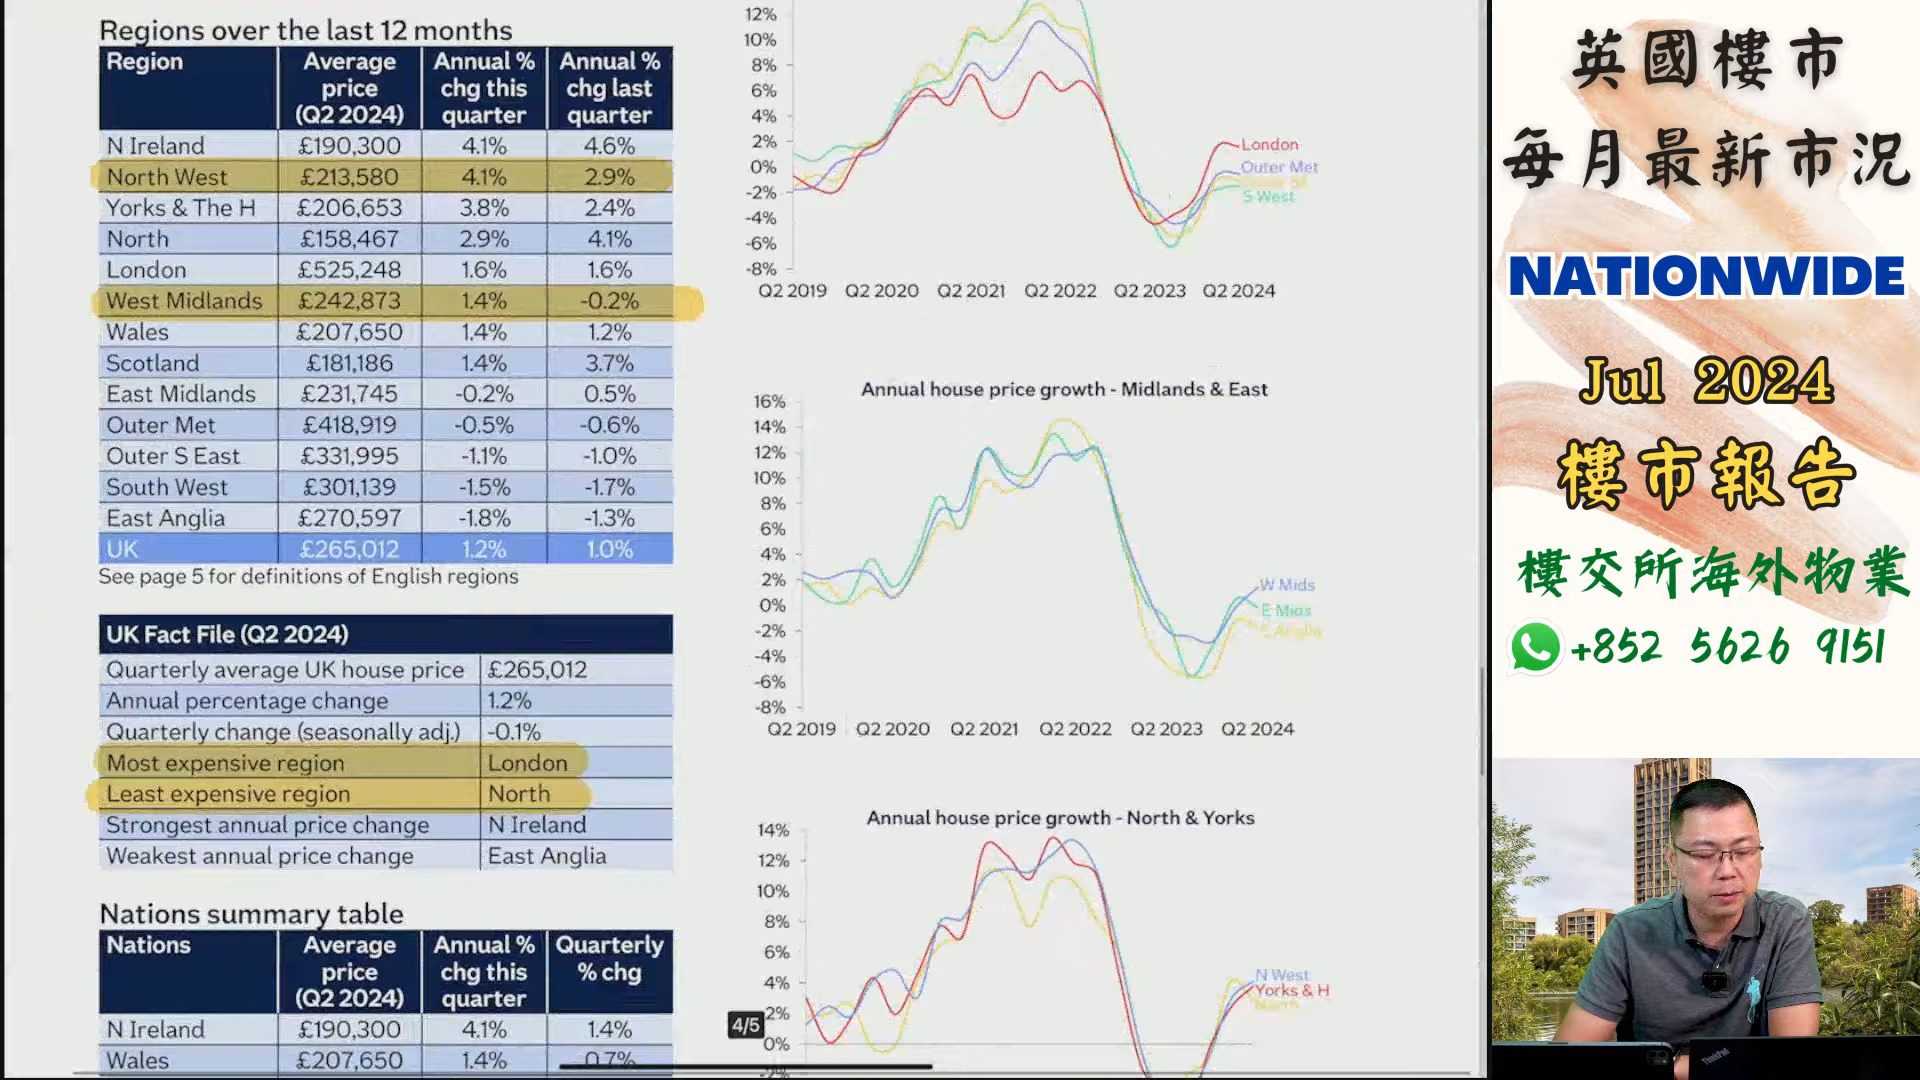 Regions over the last 12 months
Region Average price (Q2 2024) Annual % chg this quarter Annual % chg last quarter
N Ireland £190,300 4.1% 4.6%
North West £213,580 4.1% 2.9%
Yorks & The H £206,653 3.8% 2.4%
North £158,467 2.9% 4.1%
London £525,248 1.6% 1.6%
West Midlands £242,873 1.4% -0.2%
Wales £207,650 1.4% 1.2%
Scotland £181,186 1.4% 3.7%
East Midlands £231,745 -0.2% 0.5%
Outer Met £418,919 -0.5% -0.6%
Outer S East £331,995 -1.1% -1.0%
South West £301,139 -1.5% -1.7%
East Anglia £270,597 -1.8% -1.3%
UK £265,012 1.2% 1.0%
See page 5 for definitions of English regions
UK Fact File (Q2 2024)
Quarterly average UK house price £265,012
Annual percentage change 1.2%
Quarterly change (seasonally adj.) -0.1%
Most expensive region London
Least expensive region North
Strongest annual price change N Ireland
Weakest annual price change East Anglia
Nations summary table
Nations Average price (Q2 2024) Annual % chg this quarter Quarterly % chg
N Ireland £190,300 4.1% 1.4%
Wales £207,650 1.4% 0.7%
12%
10%
8%
6%
4%
2%
0%
-2%
-4%
-6%
-8%
London
Outer Met
S West
Q2 2019 Q2 2020 Q2 2021 Q2 2022 Q2 2023 Q2 2024
Annual house price growth - Midlands & East
16%
14%
12%
10%
8%
6%
4%
2%
0%
-2%
-4%
-6%
-8%
W Mids
E Mids
E Anglia
Q2 2019 Q2 2020 Q2 2021 Q2 2022 Q2 2023 Q2 2024
Annual house price growth - North & Yorks
14%
12%
10%
8%
6%
4%
2%
0%
-2%
N West
Yorks & H
North
4/5
英國樓市
每月最新市況
NATIONWIDE
Jul 2024
樓市報告
樓交所海外物業
+852 5626 9151
ThinkPad